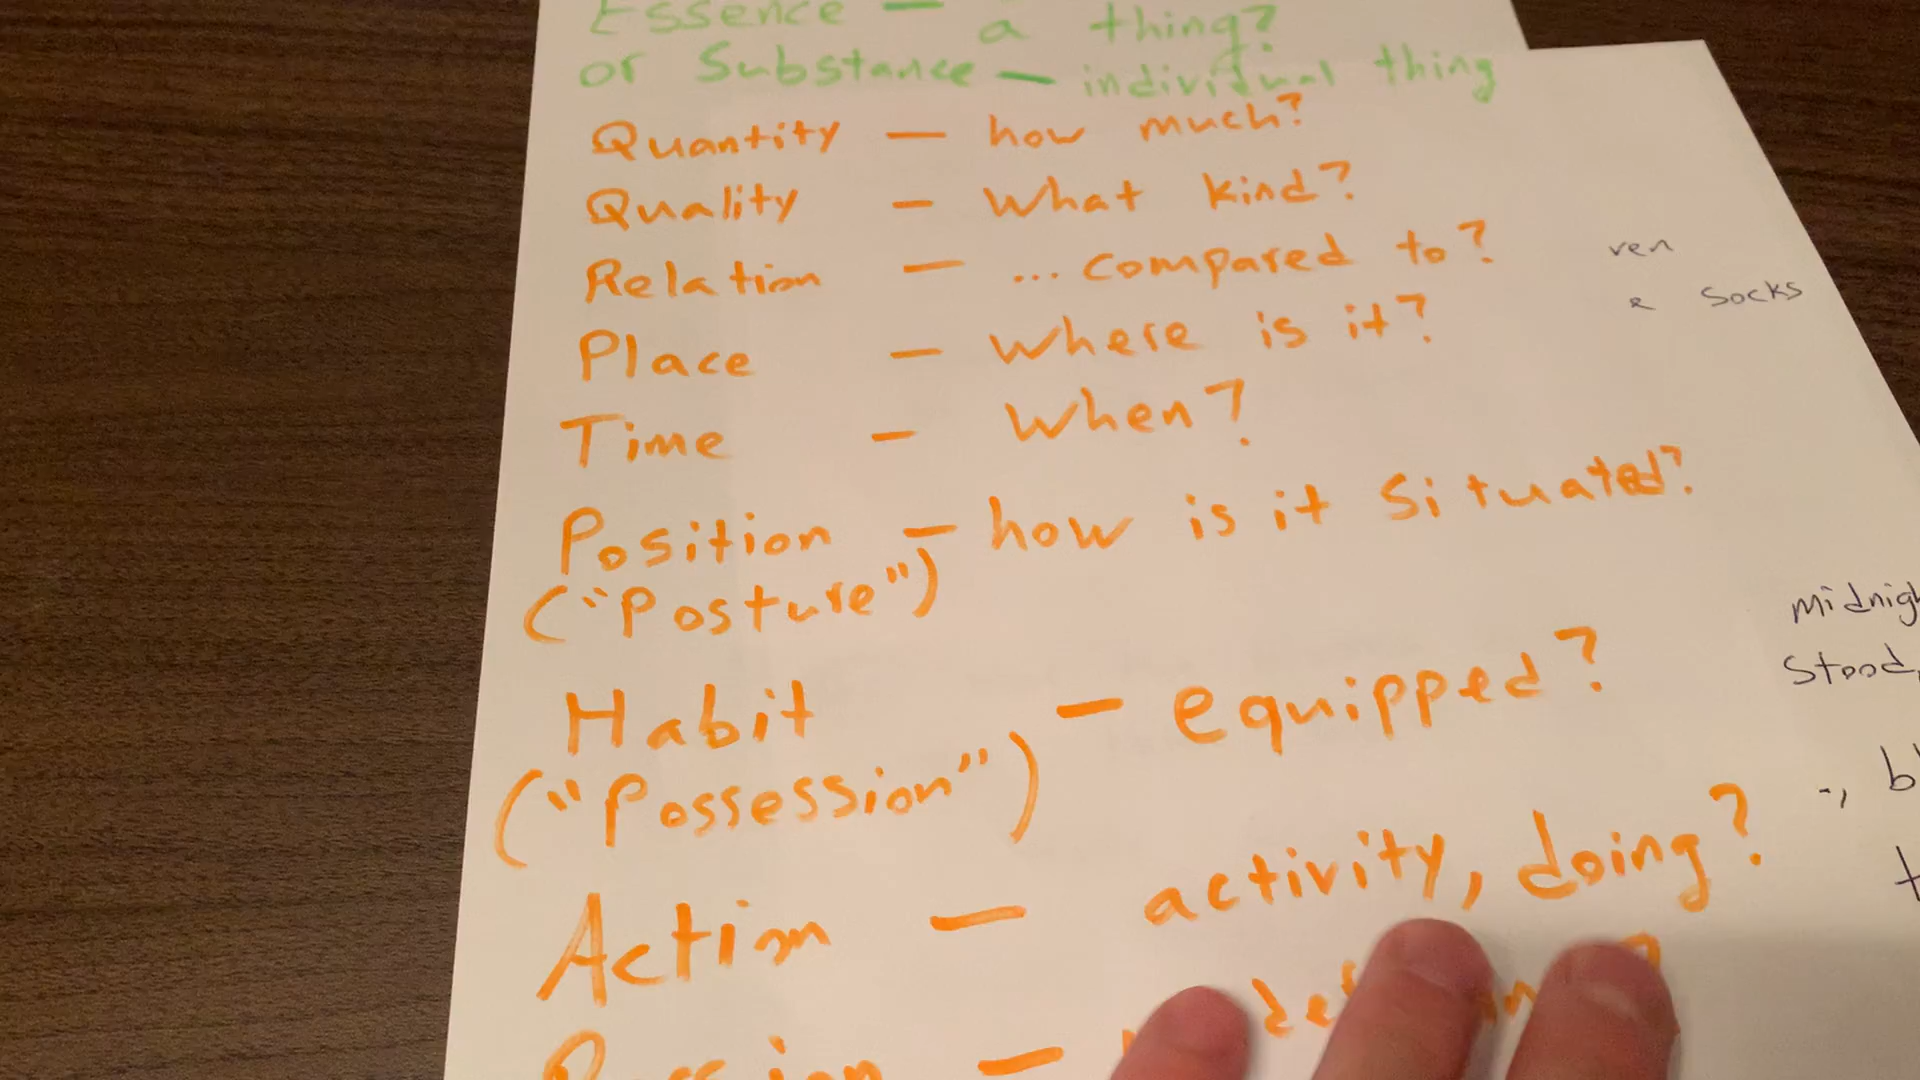 Essence — a thing?
or Substance — individual thing
Quantity — how much?
Quality — What kind?
Relation — ... compared to?
Place — Where is it?
Time — When?
Position — how is it situated?
("Posture")
Habit — equipped?
("Possession")
Action — activity, doing?
ven
& Socks
Stood,